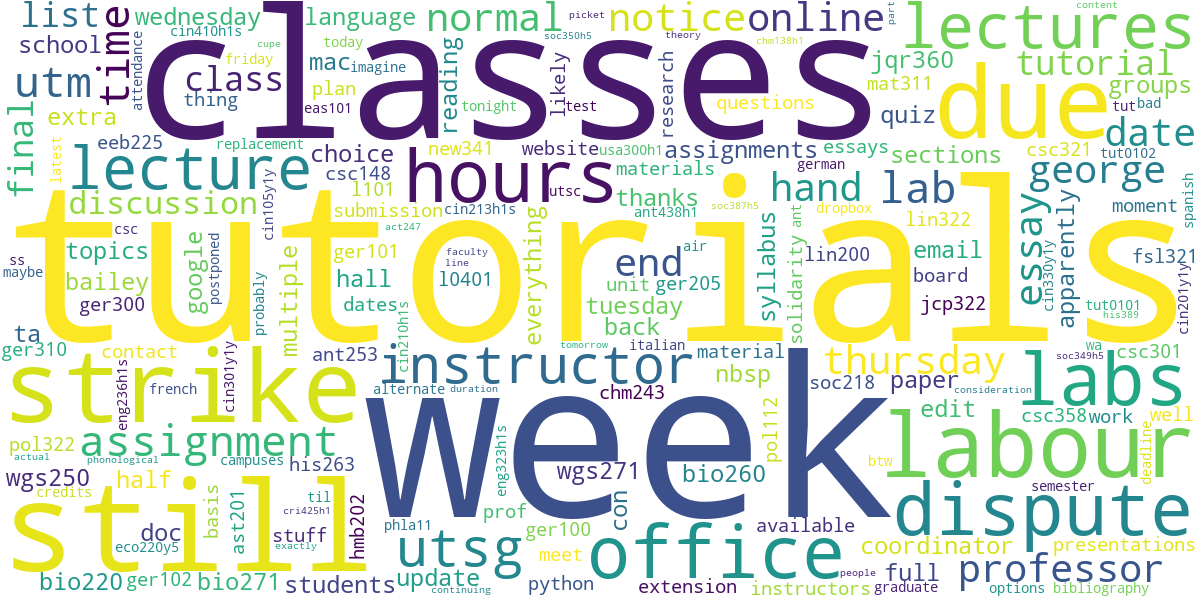 list
wednesday
cin410h1s
language
normal
picket
notice
online
part
lectures
content
school
time
cupe
classes
today
soc350h5
theory
chm138h1
jqr360
tutorial
utm
attendance
class
friday
mac
imagine
reading
likely
research
mat311
groups
thing
plan
eas101
tonight
test
questions
quiz
due
tut
bad
final
extra
date
latest
eeb225
replacement
choice
new341
website
usa300h1
assignments
essays
csc321
tut0102
lecture
csc148
hours
german
materials
sections
george
l101
utsc
thanks
hand
lab
spanish
discussion
cin105y1y
submission
cin213h1s
ant438h1
soc387h5
dropbox
lin322
essay
moment
csc
act247
everything
syllabus
ant
apparently
topics
google
postponed
ger101
faculty
line
end
air
solidarity
lin200
email
cin330y1y
fsl321
cin201y1y
ss
maybe
tutorials
bailey
hall
l0401
unit
ger205
board
ger300
probably
multiple
dates
cin210h1s
tuesday
jcp322
tut0101
his389
ta
back
ger310
contact
ant253
tomorrow
italian
material
thursday
wa
soc349h5
csc301
strike
eng236h1s
french
cin301y1y
instructor
nbsp
alternate
duration
chm243
soc218
paper
consideration
labs
week
edit
csc358
work
well
pol322
actual
assignment
phonological
campuses
his263
eng323h1s
pol112
labour
deadline
wgs250
credits
half
basis
ast201
til
cri425h1
wgs271
bio260
btw
semester
still
doc
stuff
hmb202
phla11
prof
con
available
dispute
eco220y5
exactly
utsg
ger100
office
coordinator
presentations
meet
bio220
ger102
bio271
students
update
continuing
python
extension
people
instructors
full
graduate
professor
options
bibliography